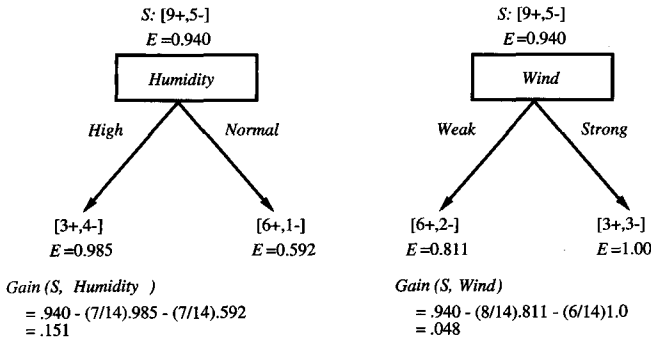 S: [9+,5-]
E =0.940
Humidity
High
Normal
[3+,4-]
E =0.985
[6+,1-]
E =0.592
Gain (S, Humidity )
= .940 - (7/14).985 - (7/14).592
= .151
S: [9+,5-]
E =0.940
Wind
Weak
Strong
[6+,2-]
E =0.811
[3+,3-]
E =1.00
Gain (S, Wind)
= .940 - (8/14).811 - (6/14)1.0
= .048